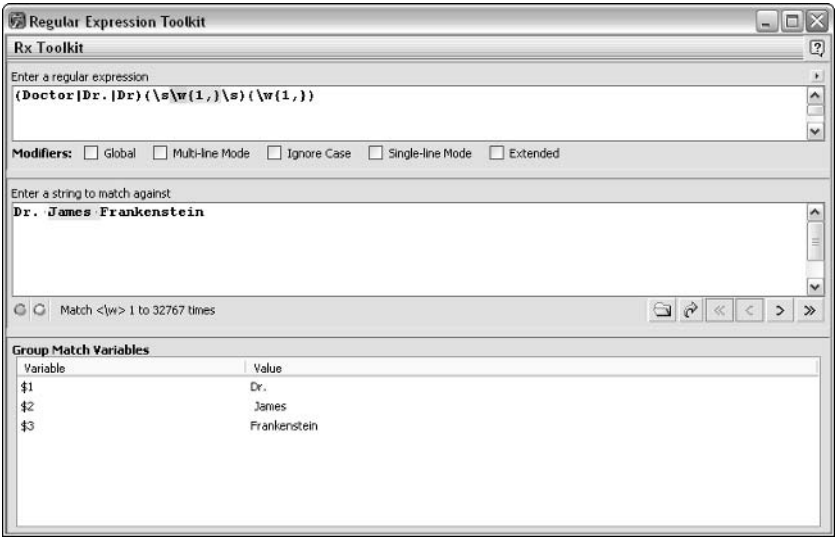 Regular Expression Toolkit
Rx Toolkit
Enter a regular expression
(Doctor|Dr.|Dr)(\s\w{1,}\s)(\w{1,})
Modifiers: Global Multi-line Mode Ignore Case Single-line Mode Extended
Enter a string to match against
Dr. James Frankenstein
Match <\w> 1 to 32767 times
Group Match Variables
Variable Value
$1 Dr.
$2 James
$3 Frankenstein